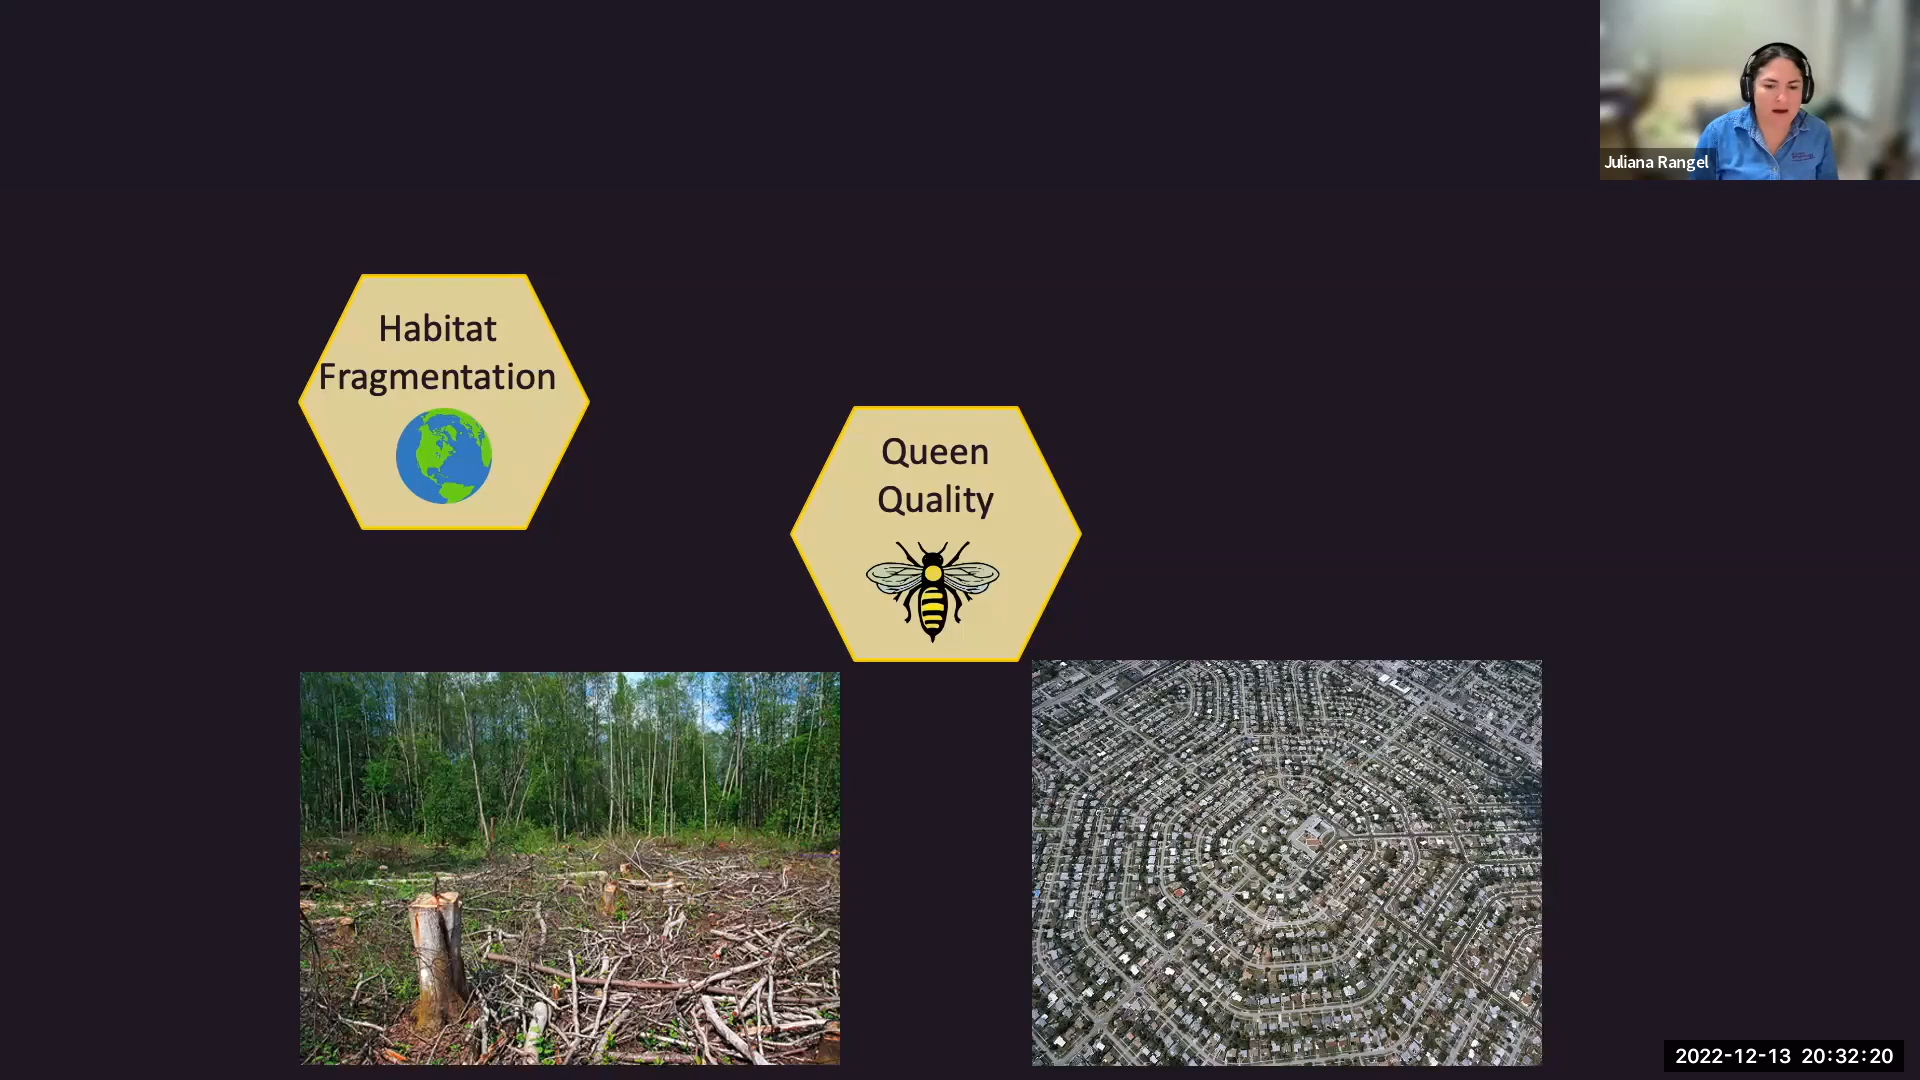 Juliana Rangel
Habitat
Fragmentation
Queen
Quality
2022-12-13 20:32:20